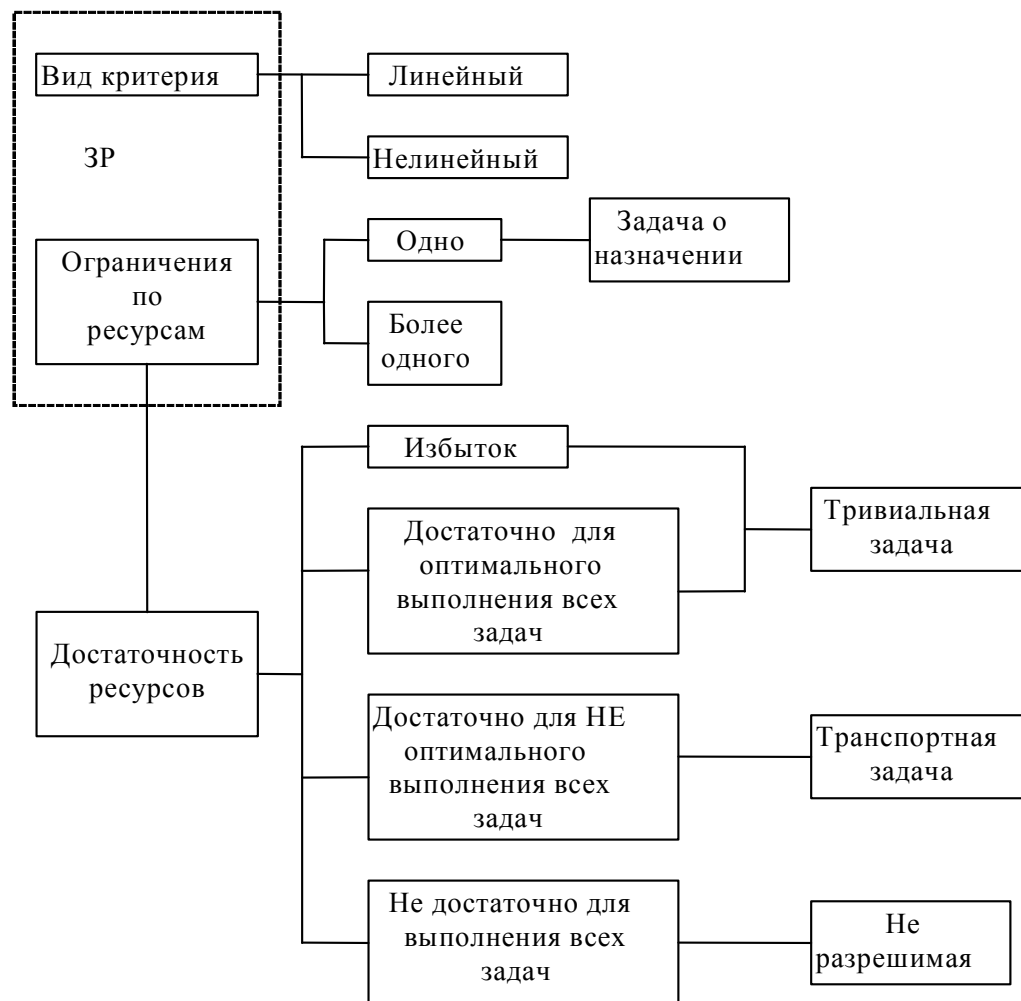 Вид критерия
Линейный
ЗР
Нелинейный
Ограничения
по
ресурсам
Одно
Задача о
назначении
Более
одного
Избыток
Тривиальная
задача
Достаточно для
оптимального
выполнения всех
задач
Достаточность
ресурсов
Достаточно для НЕ
оптимального
выполнения всех
задач
Транспортная
задача
Не достаточно для
выполнения всех
задач
Не
разрешимая